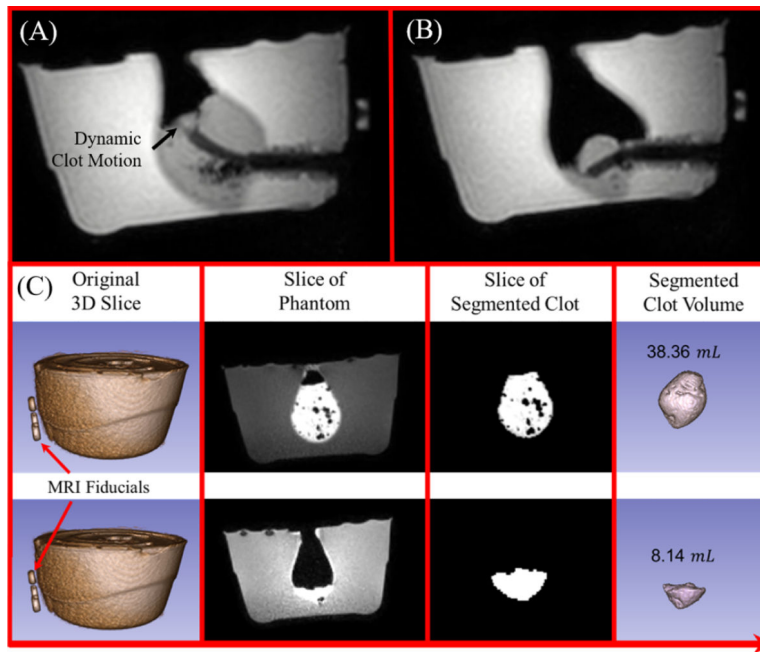 (A)
(B)
Dynamic
Clot Motion
(C)
Original
3D Slice
Slice of
Phantom
Slice of
Segmented Clot
Segmented
Clot Volume
38.36 mL
MRI Fiducials
8.14 mL